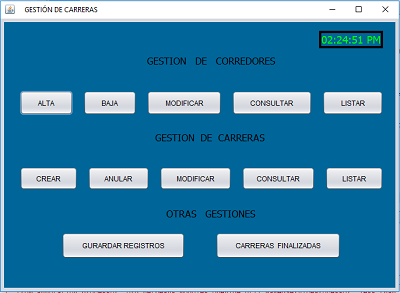 GESTIÓN DE CARRERAS
02:24:51 PM
GESTION DE CORREDORES
ALTA BAJA MODIFICAR CONSULTAR LISTAR
GESTION DE CARRERAS
CREAR ANULAR MODIFICAR CONSULTAR LISTAR
OTRAS GESTIONES
GURARDAR REGISTROS CARRERAS FINALIZADAS